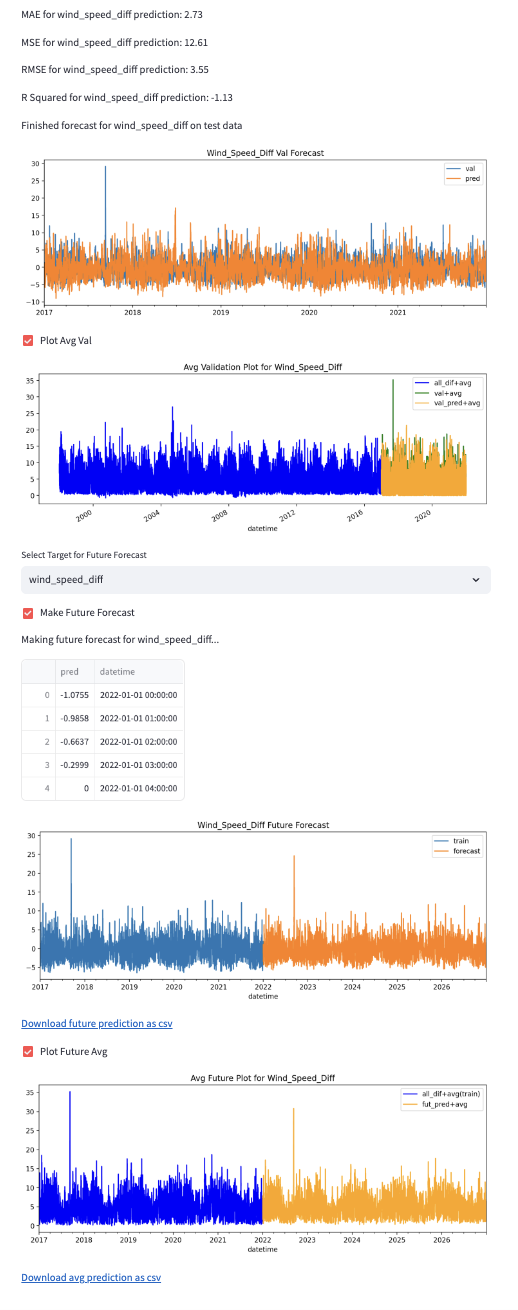 MAE for wind_speed_diff prediction: 2.73
MSE for wind_speed_diff prediction: 12.61
RMSE for wind_speed_diff prediction: 3.55
R Squared for wind_speed_diff prediction: -1.13
Finished forecast for wind_speed_diff on test data
Wind_Speed_Diff Val Forecast
30
25
20
15
10
5
0
−5
−10
val
pred
2017 2018 2019 2020 2021
Plot Avg Val
Avg Validation Plot for Wind_Speed_Diff
35
30
25
20
15
10
5
0
all_dif+avg
val+avg
val_pred+avg
2000 2004 2008 2012 2016 2020
datetime
Select Target for Future Forecast
wind_speed_diff
Make Future Forecast
Making future forecast for wind_speed_diff...
pred datetime
0 -1.0755 2022-01-01 00:00:00
1 -0.9858 2022-01-01 01:00:00
2 -0.6637 2022-01-01 02:00:00
3 -0.2999 2022-01-01 03:00:00
4 0 2022-01-01 04:00:00
Wind_Speed_Diff Future Forecast
30
25
20
15
10
5
0
−5
train
forecast
2017 2018 2019 2020 2021 2022 2023 2024 2025 2026
datetime
Download future prediction as csv
Plot Future Avg
Avg Future Plot for Wind_Speed_Diff
35
30
25
20
15
10
5
0
all_dif+avg(train)
fut_pred+avg
2017 2018 2019 2020 2021 2022 2023 2024 2025 2026
datetime
Download avg prediction as csv